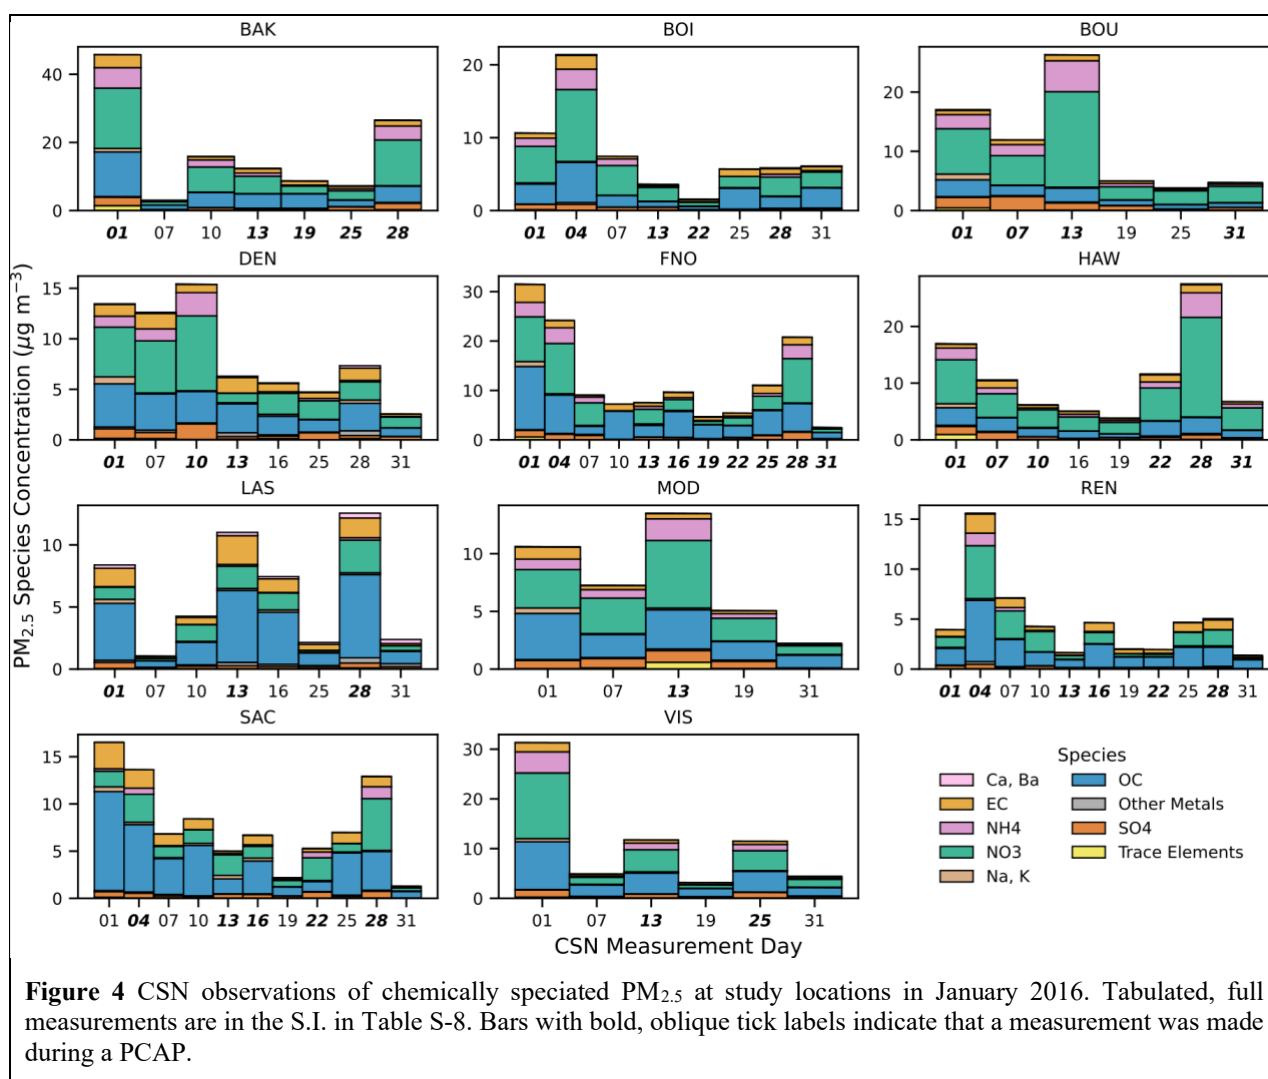 BAK
BOI
BOU
40
20
0
01 07 10 13 19 25 28
20
10
0
01 04 07 13 22 25 28 31
20
10
0
01 07 13 19 25 31
DEN
FNO
HAW
15
10
5
0
01 07 10 13 16 25 28 31
30
20
10
0
01 04 07 10 13 16 19 22 25 28 31
20
10
0
01 07 10 16 19 22 28 31
LAS
MOD
REN
10
5
0
01 07 10 13 16 25 28 31
10
5
0
01 07 13 19 31
15
10
5
0
01 04 07 10 13 16 19 22 25 28 31
SAC
VIS
15
10
5
0
01 04 07 10 13 16 19 22 25 28 31
30
20
10
0
01 07 13 19 25 31
PM2.5 Species Concentration (μg m−3)
CSN Measurement Day
Species
Ca, Ba
EC
NH4
NO3
Na, K
OC
Other Metals
SO4
Trace Elements
Figure 4 CSN observations of chemically speciated PM2.5 at study locations in January 2016. Tabulated, full
measurements are in the S.I. in Table S-8. Bars with bold, oblique tick labels indicate that a measurement was made
during a PCAP.